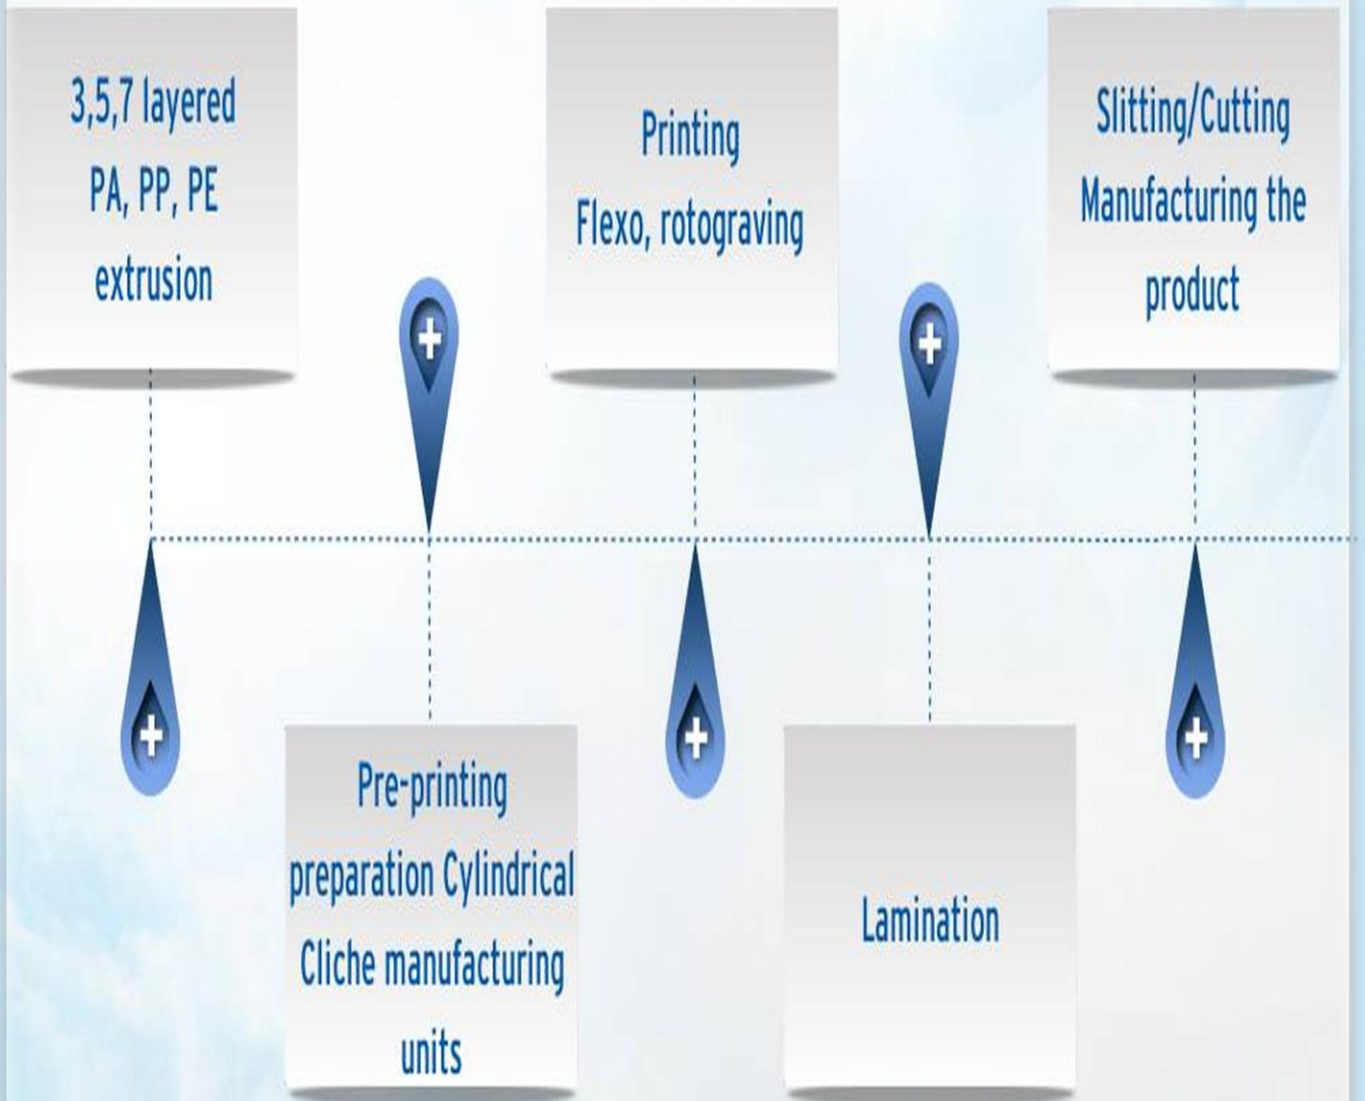 3,5,7 layered
PA, PP, PE
extrusion
Pre-printing
preparation Cylindrical
Cliche manufacturing
units
Printing
Flexo, rotograving
Lamination
Slitting/Cutting
Manufacturing the
product